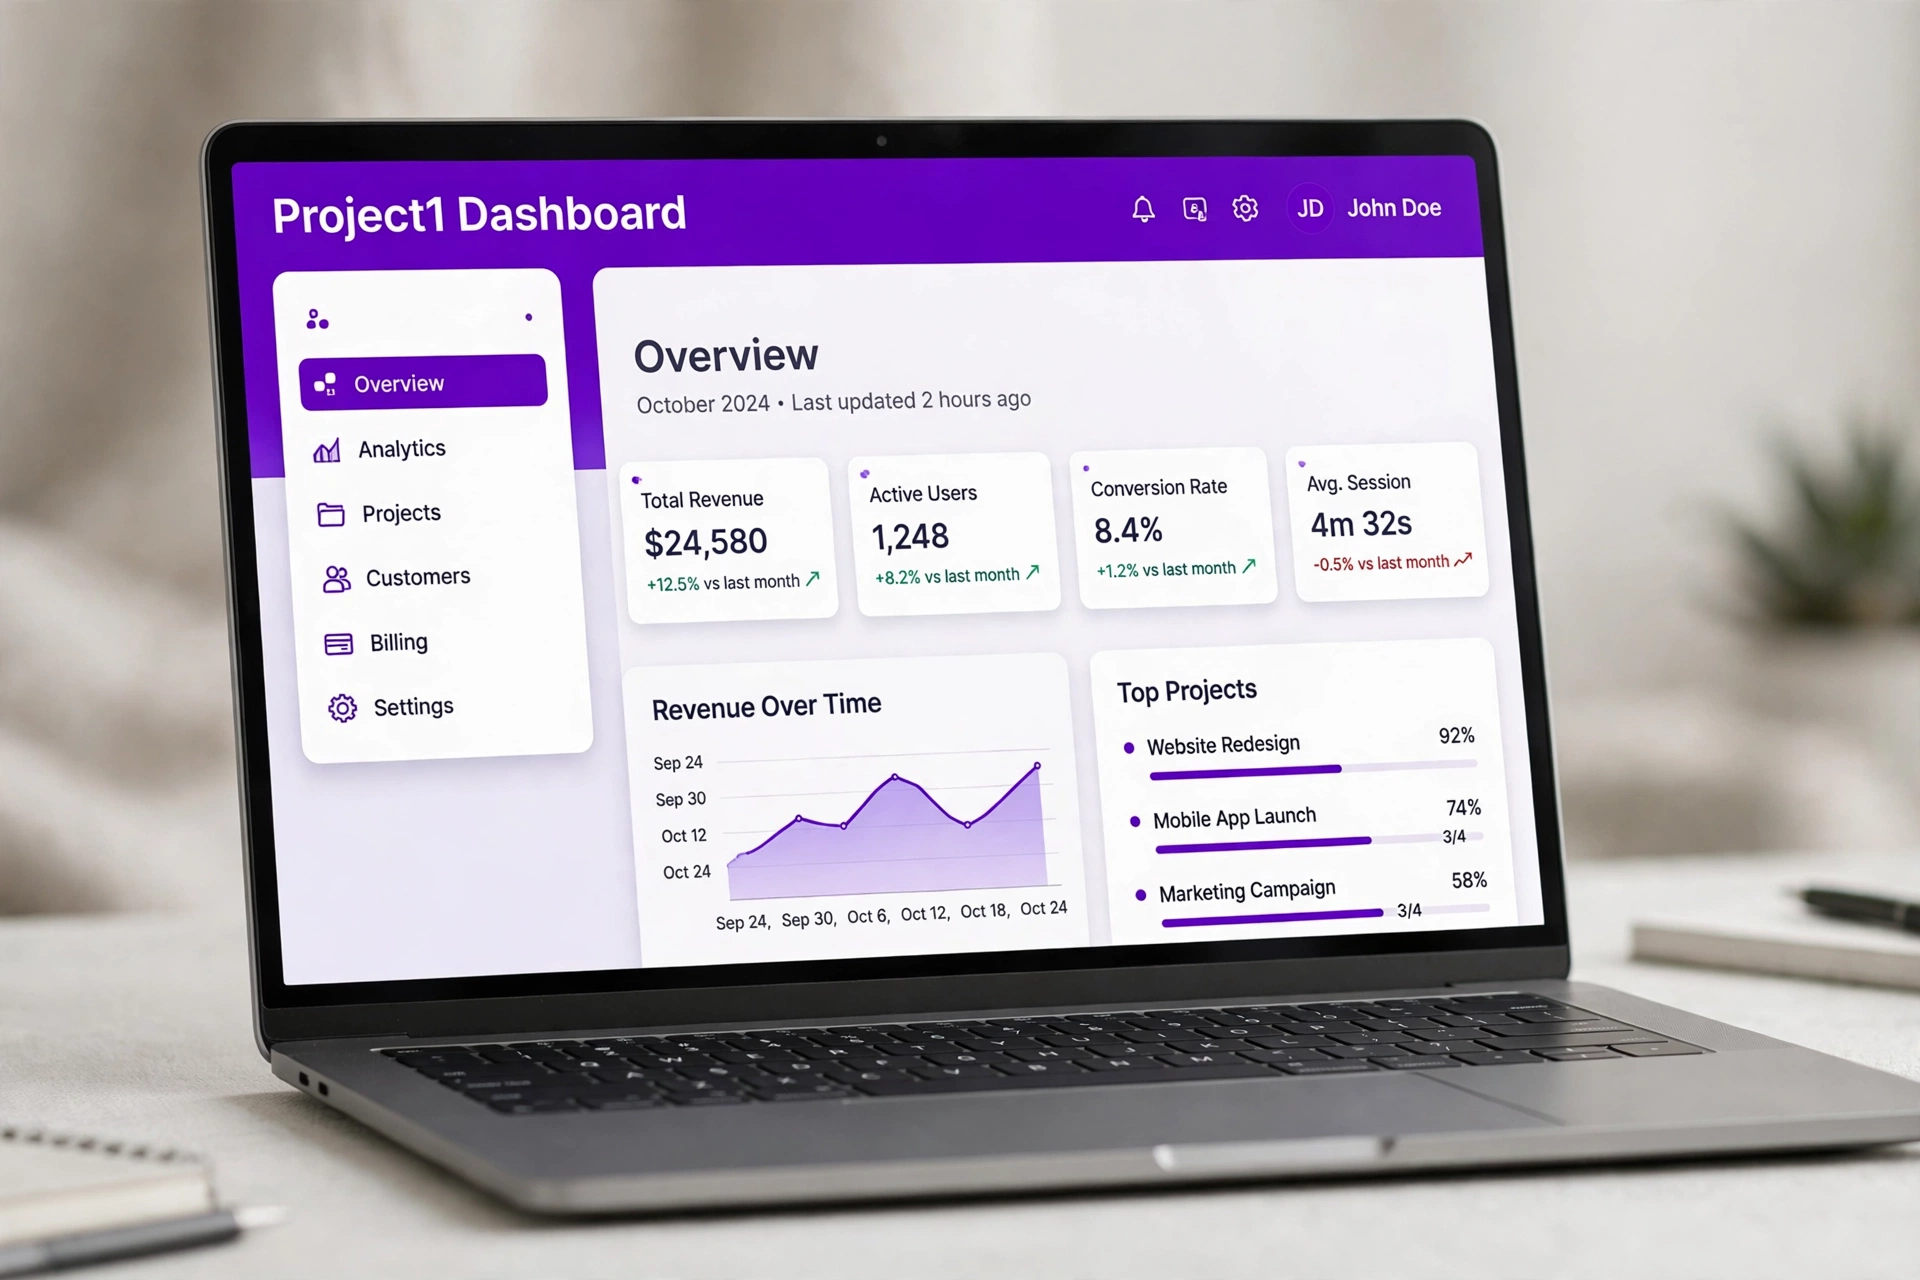 Project1 Dashboard
JD John Doe
Overview
Analytics
Projects
Customers
Billing
Settings
Overview
October 2024 • Last updated 2 hours ago
Total Revenue
$24,580
+12.5% vs last month
Active Users
1,248
+8.2% vs last month
Conversion Rate
8.4%
+1.2% vs last month
Avg. Session
4m 32s
-0.5% vs last month
Revenue Over Time
Sep 24
Sep 30
Oct 12
Oct 24
Sep 24, Sep 30, Oct 6, Oct 12, Oct 18, Oct 24
Top Projects
Website Redesign 92%
Mobile App Launch 74%
3/4
Marketing Campaign 58%
3/4